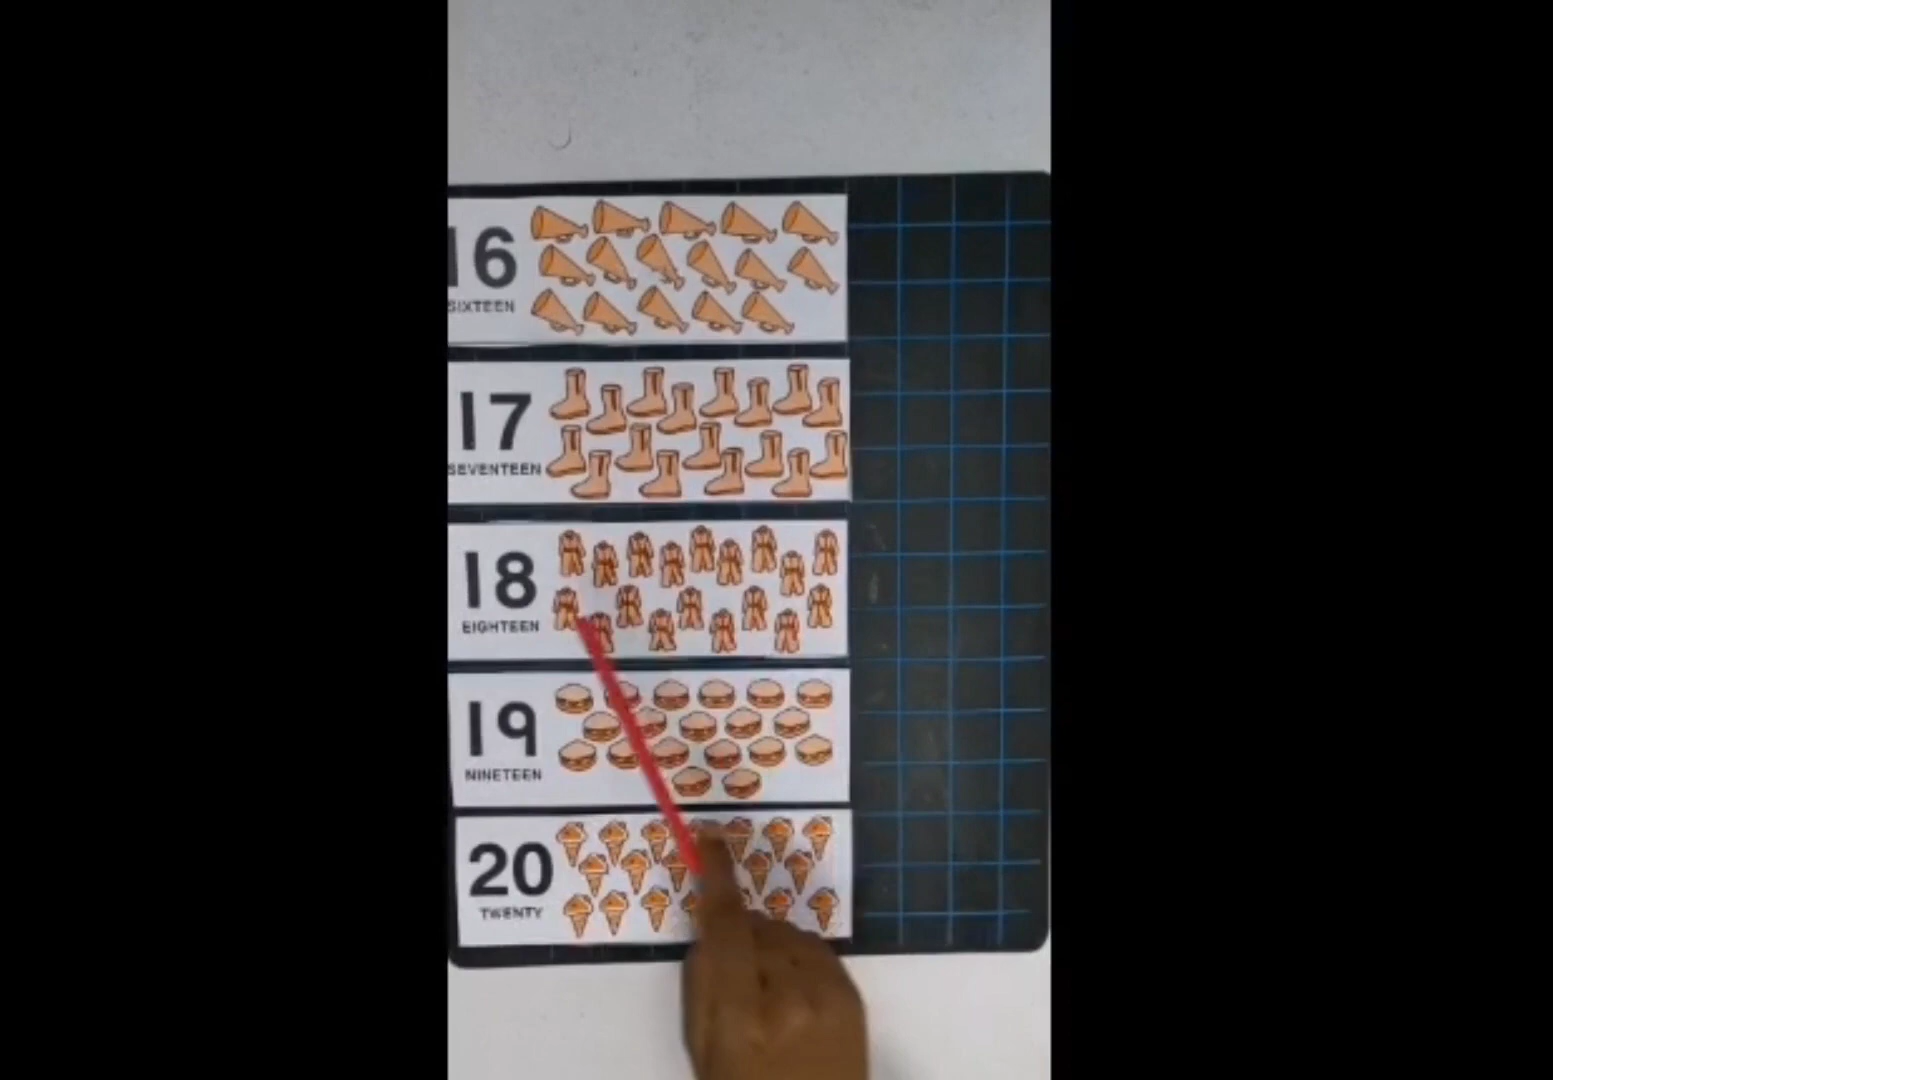 16
SIXTEEN
17
SEVENTEEN
18
EIGHTEEN
19
NINETEEN
20
TWENTY